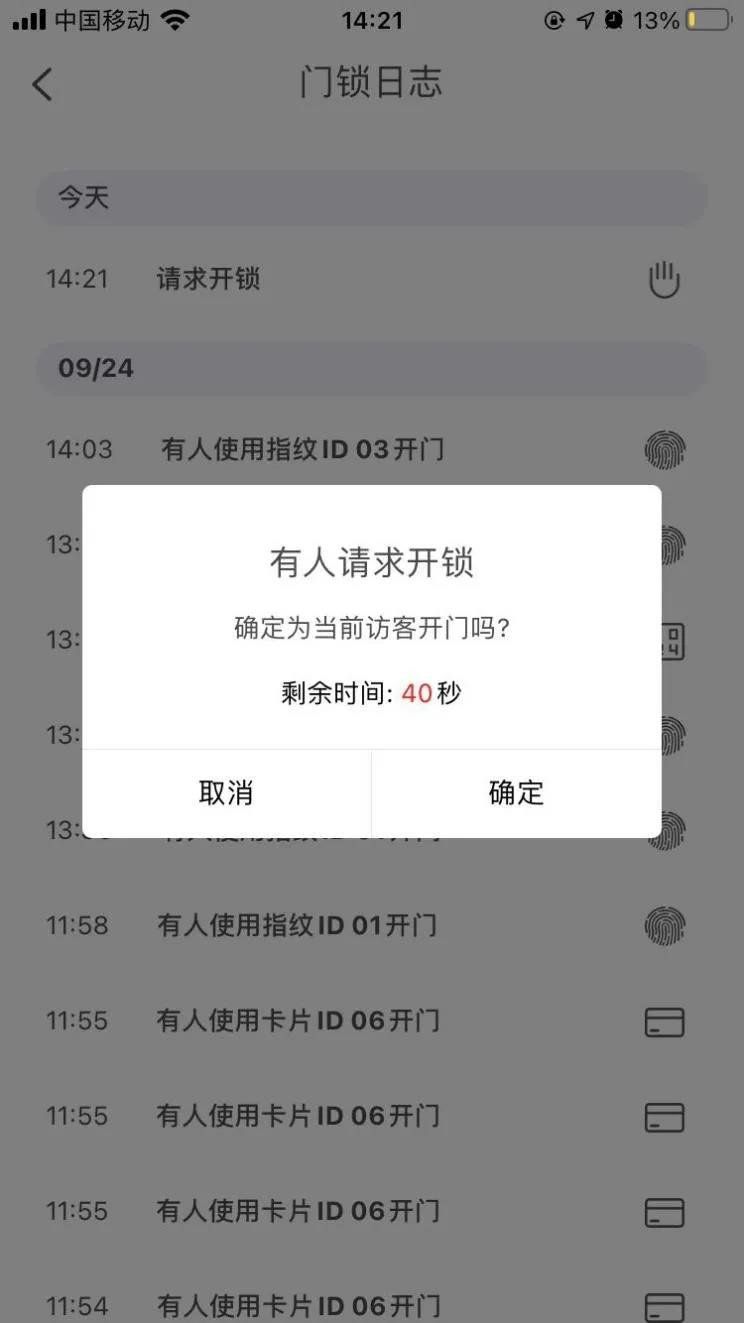 中国移动 14:21 13%
门锁日志
今天
14:21 请求开锁
09/24
14:03 有人使用指纹ID 03开门
13:
有人请求开锁
确定为当前访客开门吗?
13:
剩余时间: 40秒
13:
取消 确定
13:
11:58 有人使用指纹ID 01开门
11:55 有人使用卡片ID 06开门
11:55 有人使用卡片ID 06开门
11:55 有人使用卡片ID 06开门
11:54 有人使用卡片ID 06开门